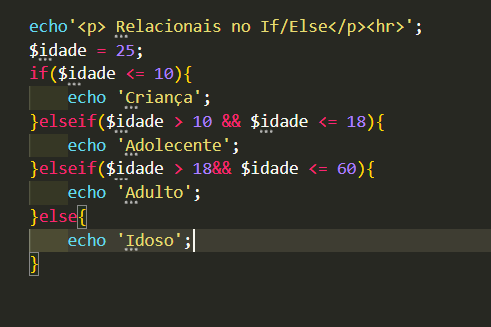 echo'<p> Relacionais no If/Else</p><hr>';
$idade = 25;
if($idade <= 10){
    echo 'Criança';
}elseif($idade > 10 && $idade <= 18){
    echo 'Adolecente';
}elseif($idade > 18&& $idade <= 60){
    echo 'Adulto';
}else{
    echo 'Idoso';
}